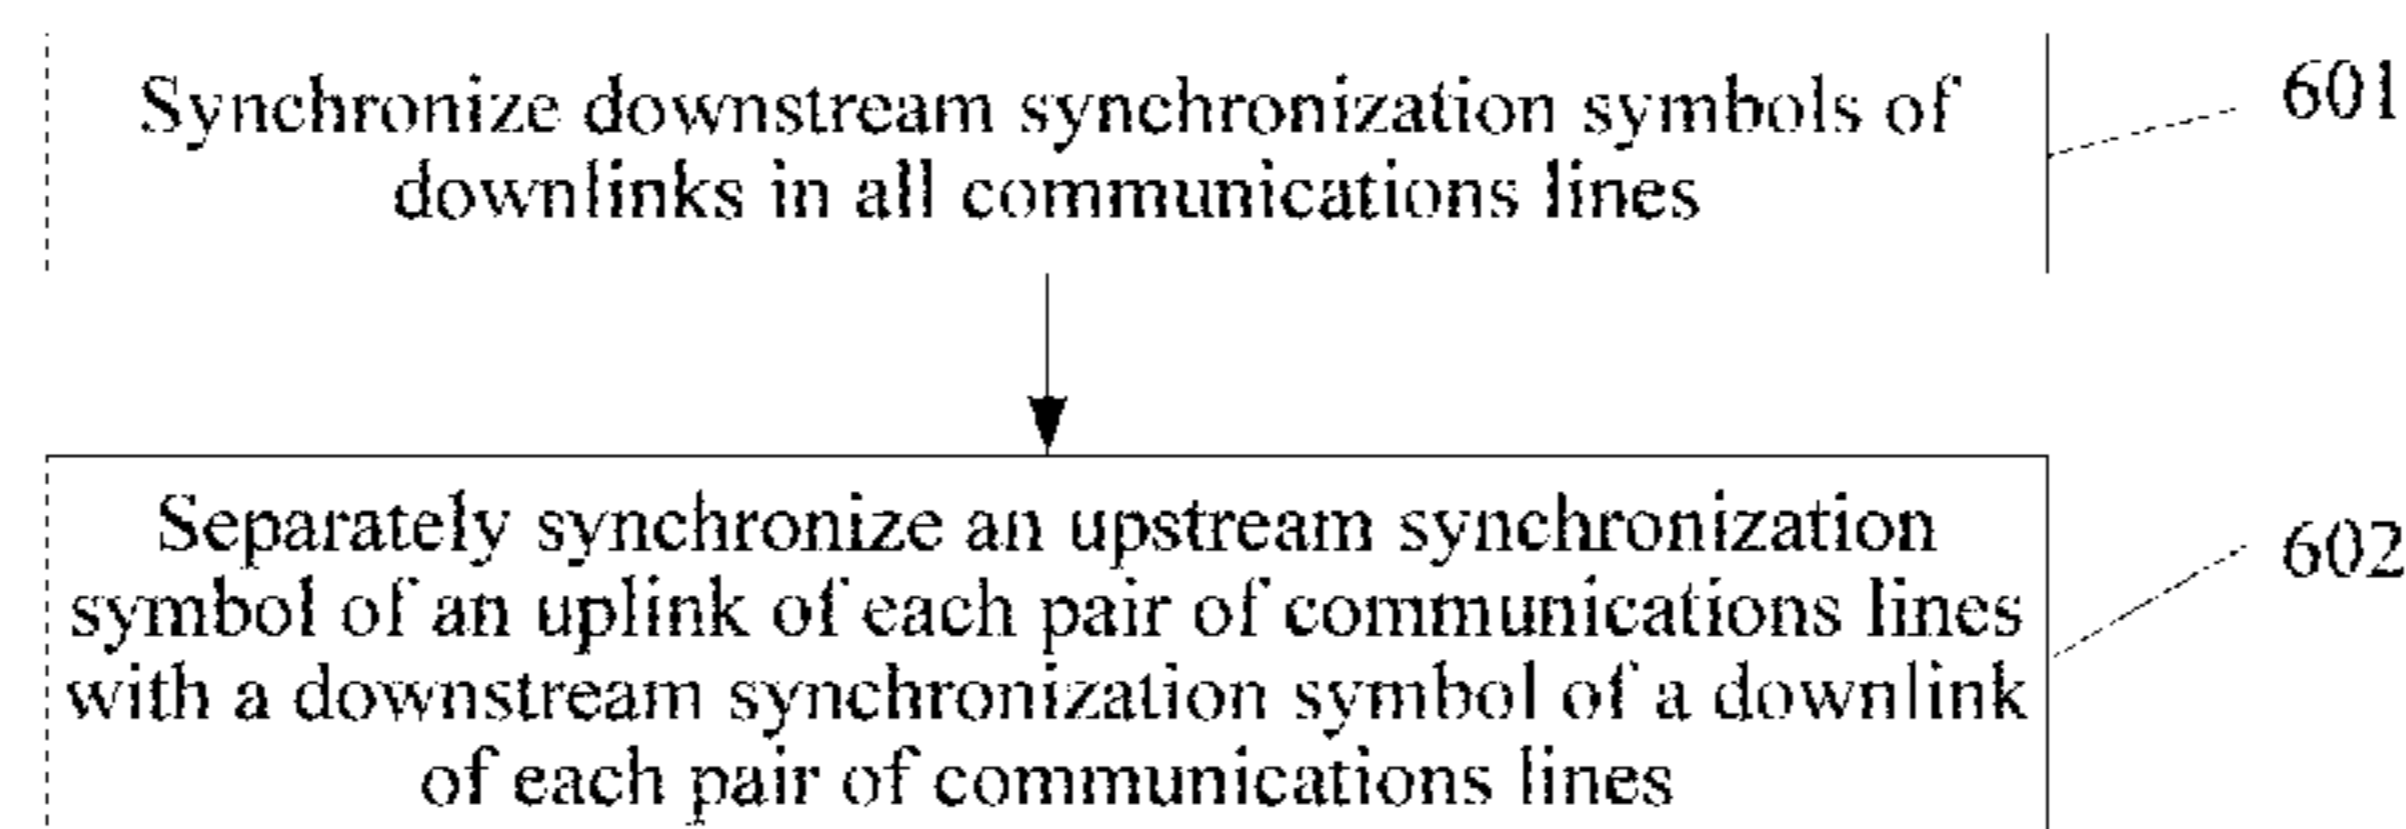 Synchronize downstream synchronization symbols of
downlinks in all communications lines
601
Separately synchronize an upstream synchronization
symbol of an uplink of each pair of communications lines
with a downstream synchronization symbol of a downlink
of each pair of communications lines
602